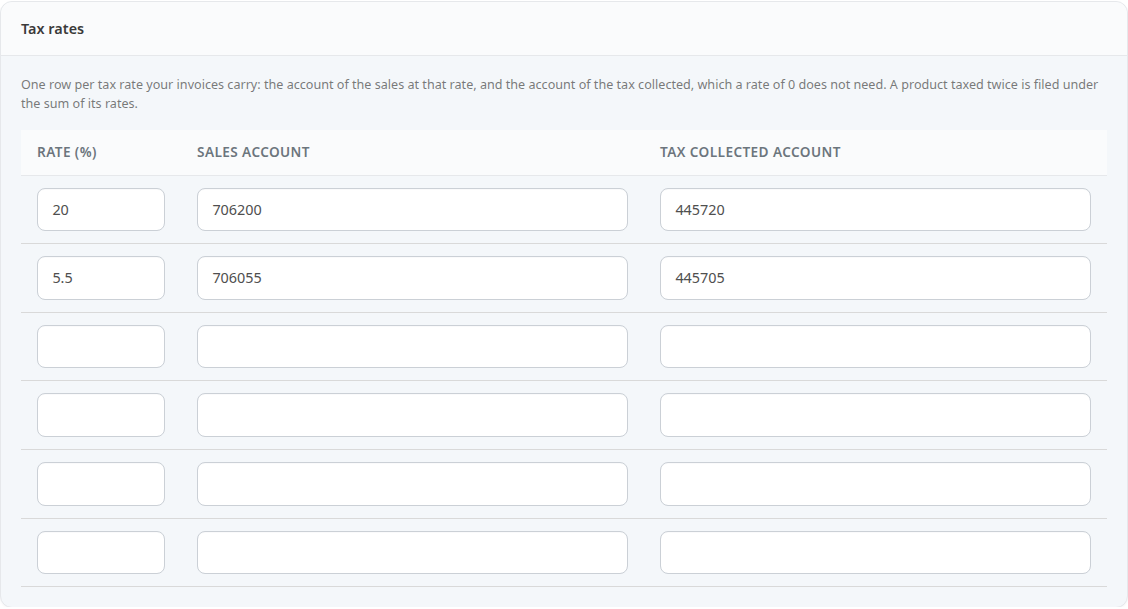 Tax rates
One row per tax rate your invoices carry: the account of the sales at that rate, and the account of the tax collected, which a rate of 0 does not need. A product taxed twice is filed under
the sum of its rates.
RATE (%) SALES ACCOUNT TAX COLLECTED ACCOUNT
20 706200 445720
5.5 706055 445705